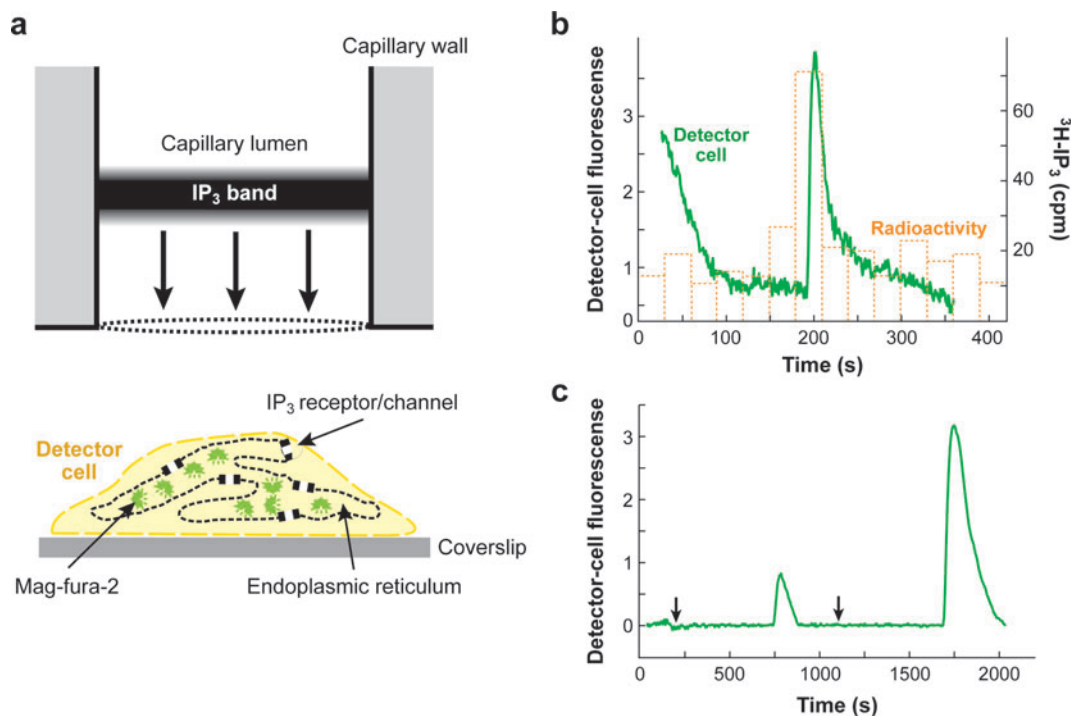 a
Capillary wall
Capillary lumen
IP3 band
IP3 receptor/channel
Detector
cell
Coverslip
Mag-fura-2
Endoplasmic reticulum
b
Detector-cell fluorescense
3
2
1
0
Detector
cell
Radioactivity
60
40
20
3H-IP3 (cpm)
0
100
200
300
400
Time (s)
c
Detector-cell fluorescense
3
2
1
0
0
500
1000
1500
2000
Time (s)